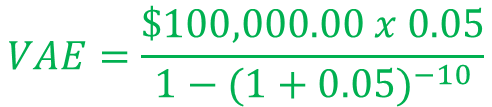 VAE = $100,000.00 x 0.05 / 1 − (1 + 0.05)⁻¹⁰